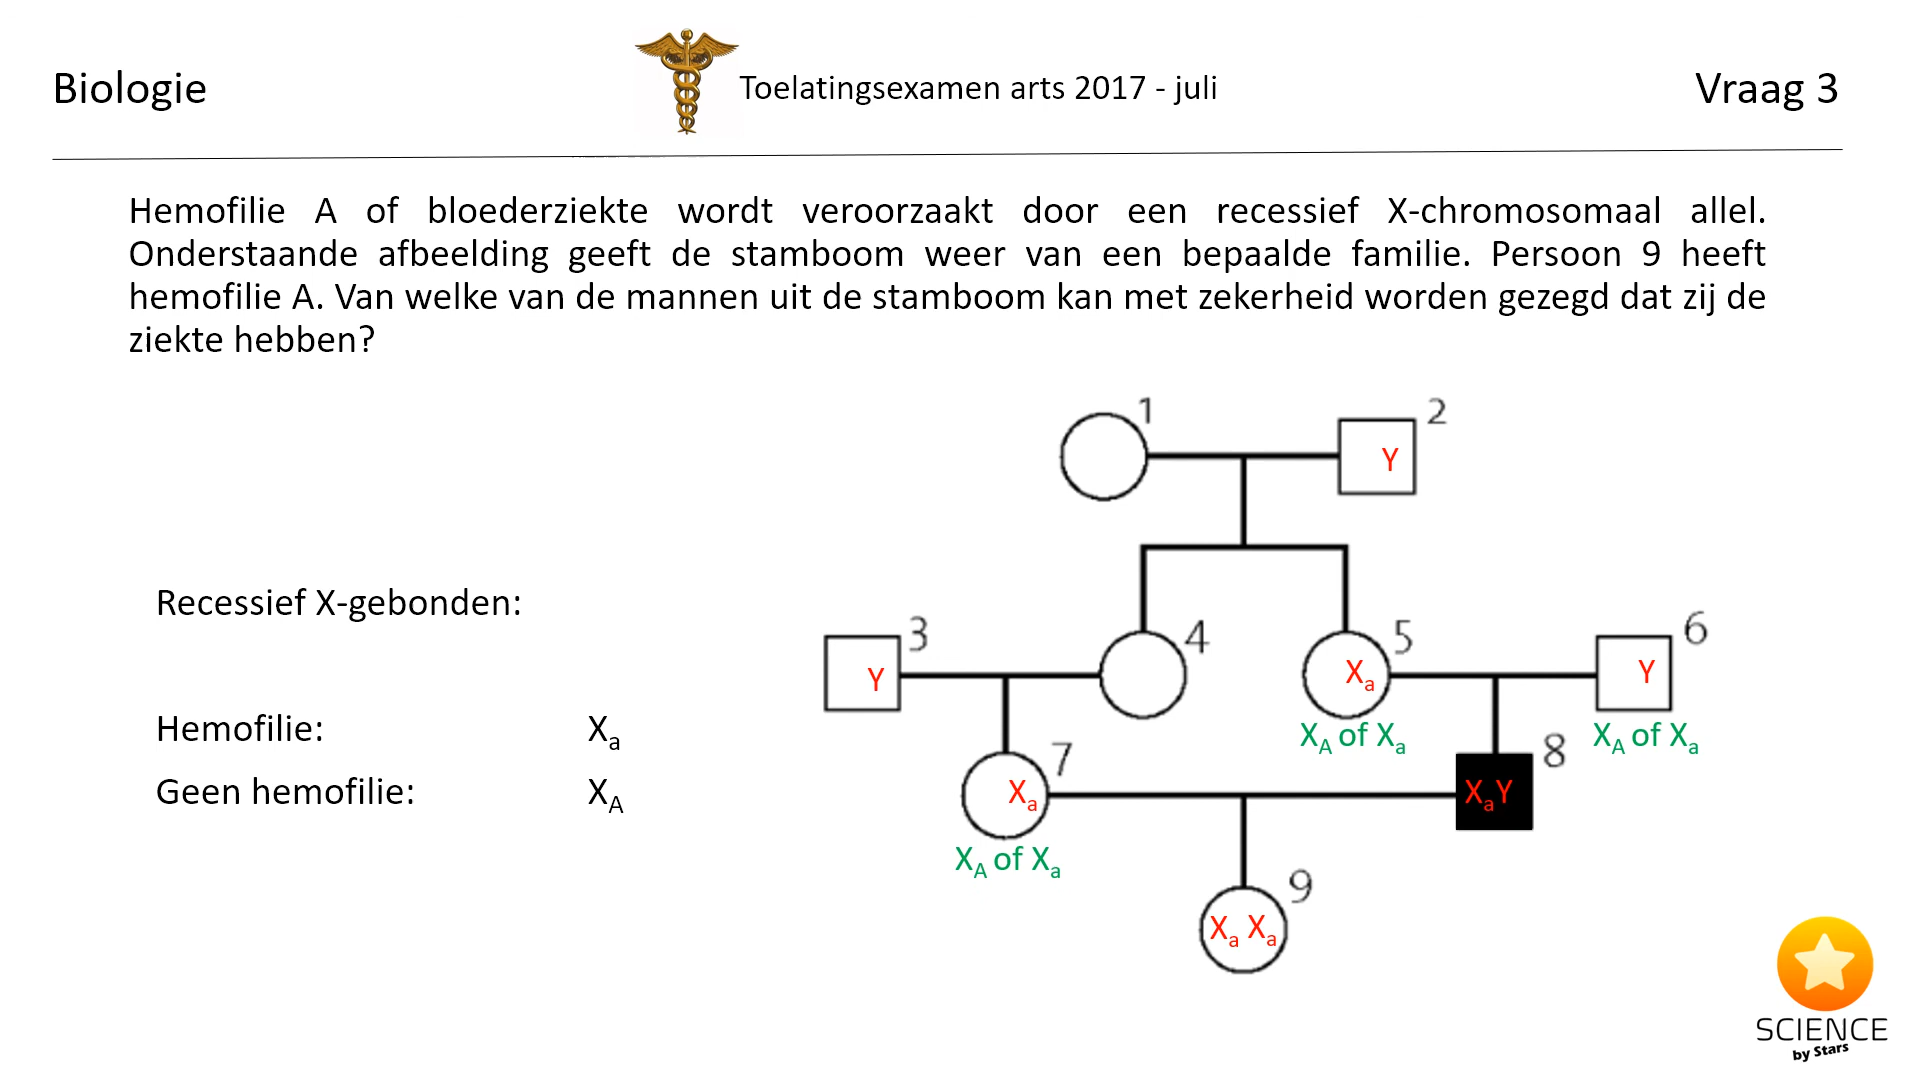 Biologie
Toelatingsexamen arts 2017 - juli
Vraag 3
Hemofilie A of bloederziekte wordt veroorzaakt door een recessief X-chromosomaal allel.
Onderstaande afbeelding geeft de stamboom weer van een bepaalde familie. Persoon 9 heeft
hemofilie A. Van welke van de mannen uit de stamboom kan met zekerheid worden gezegd dat zij de
ziekte hebben?
1
2
Y
Recessief X-gebonden:
3
Y
4
5
Xa
XA of Xa
6
Y
XA of Xa
Hemofilie: Xa
Geen hemofilie: XA
7
Xa
XA of Xa
8
XaY
9
Xa Xa
SCIENCE
by Stars